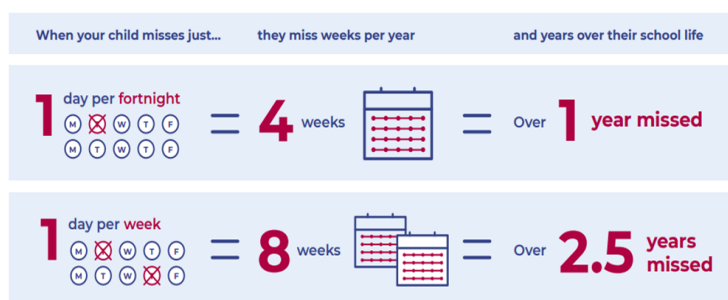 When your child misses just... they miss weeks per year and years over their school life
1 day per fortnight = 4 weeks = Over 1 year missed
M T W T F
M T W T F
1 day per week = 8 weeks = Over 2.5 years missed
M T W T F
M T W T F